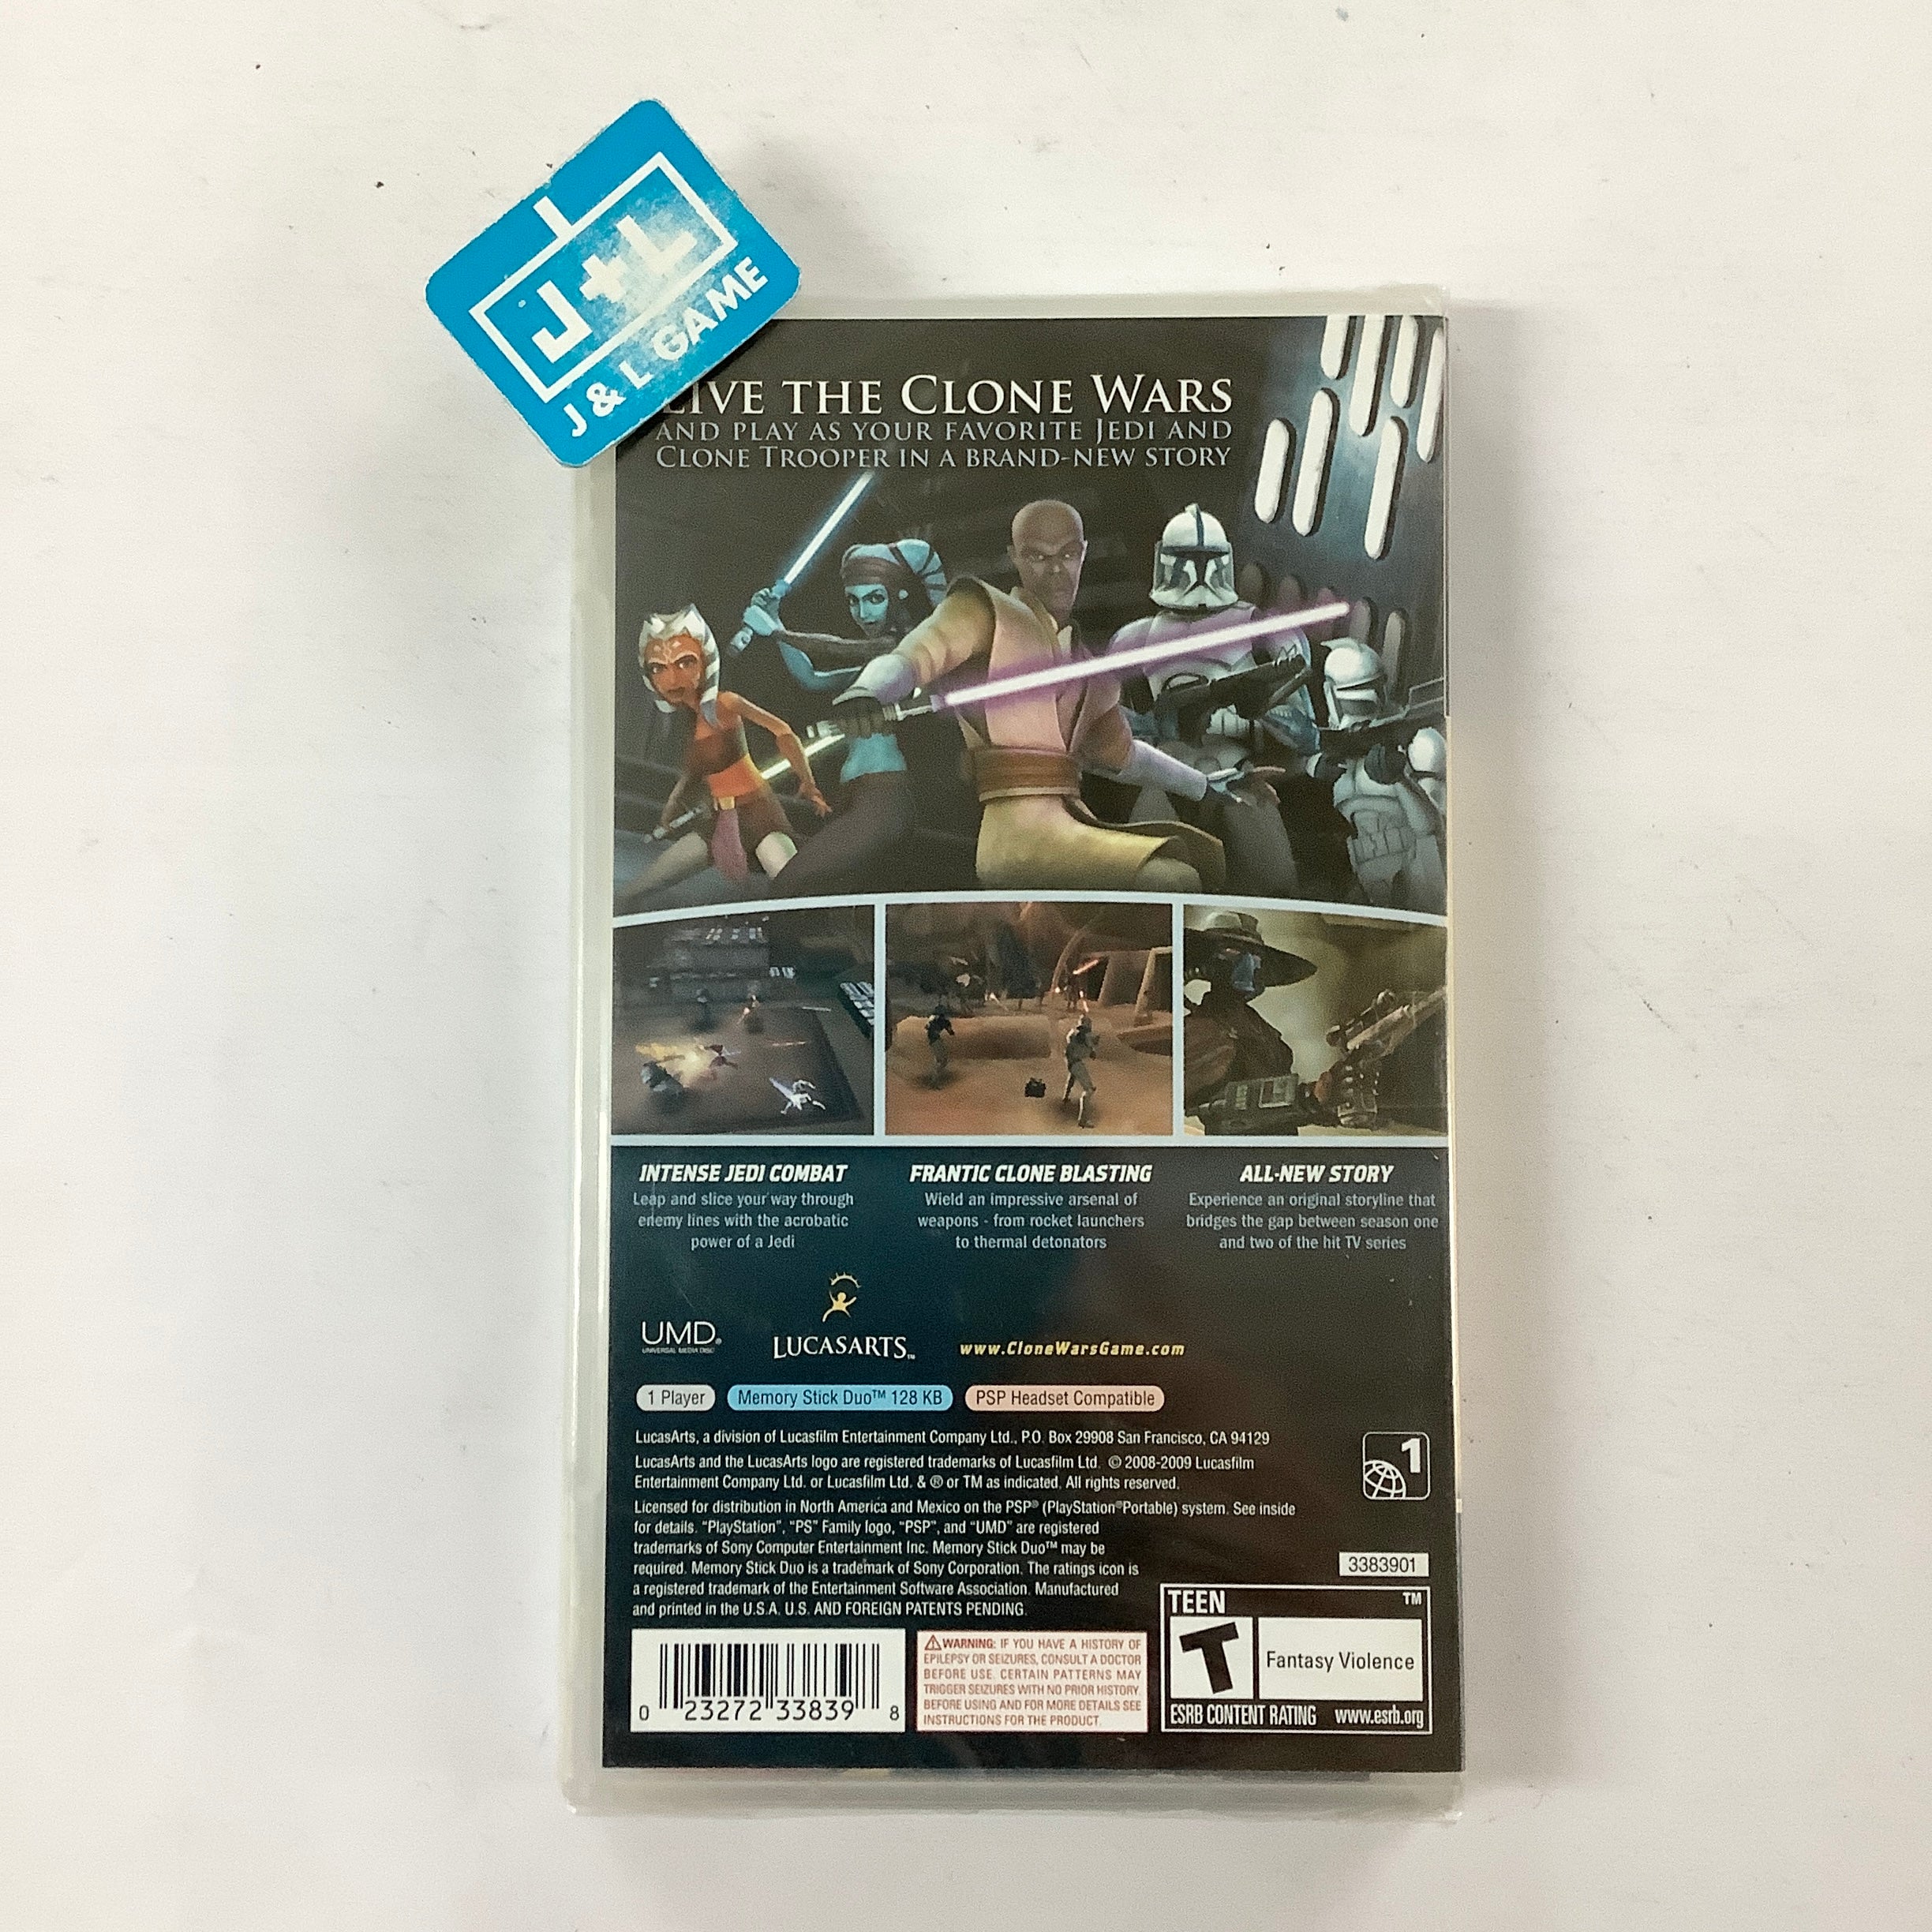 J+L
J & L GAME
LIVE THE CLONE WARS
AND PLAY AS YOUR FAVORITE JEDI AND
CLONE TROOPER IN A BRAND-NEW STORY
INTENSE JEDI COMBAT
Leap and slice your way through
enemy lines with the acrobatic
power of a Jedi
FRANTIC CLONE BLASTING
Wield an impressive arsenal of
weapons - from rocket launchers
to thermal detonators
ALL-NEW STORY
Experience an original storyline that
bridges the gap between season one
and two of the hit TV series
UMD®
UNIVERSAL MEDIA DISC
LUCASARTS™
www.CloneWarsGame.com
1 Player
Memory Stick Duo™ 128 KB
PSP Headset Compatible
LucasArts, a division of Lucasfilm Entertainment Company Ltd., P.O. Box 29908 San Francisco, CA 94129
LucasArts and the LucasArts logo are registered trademarks of Lucasfilm Ltd. © 2008-2009 Lucasfilm
Entertainment Company Ltd. or Lucasfilm Ltd. & ® or TM as indicated. All rights reserved.
Licensed for distribution in North America and Mexico on the PSP® (PlayStation®Portable) system. See inside
for details. "PlayStation", "PS" Family logo, "PSP", and "UMD" are registered
trademarks of Sony Computer Entertainment Inc. Memory Stick Duo™ may be
required. Memory Stick Duo is a trademark of Sony Corporation. The ratings icon is
a registered trademark of the Entertainment Software Association. Manufactured
and printed in the U.S.A. U.S. AND FOREIGN PATENTS PENDING.
1
3383901
0 23272 33839 8
WARNING: IF YOU HAVE A HISTORY OF
EPILEPSY OR SEIZURES, CONSULT A DOCTOR
BEFORE USE. CERTAIN PATTERNS MAY
TRIGGER SEIZURES WITH NO PRIOR HISTORY.
BEFORE USING AND FOR MORE DETAILS SEE
INSTRUCTIONS FOR THE PRODUCT.
TEEN ™
T
Fantasy Violence
ESRB CONTENT RATING www.esrb.org